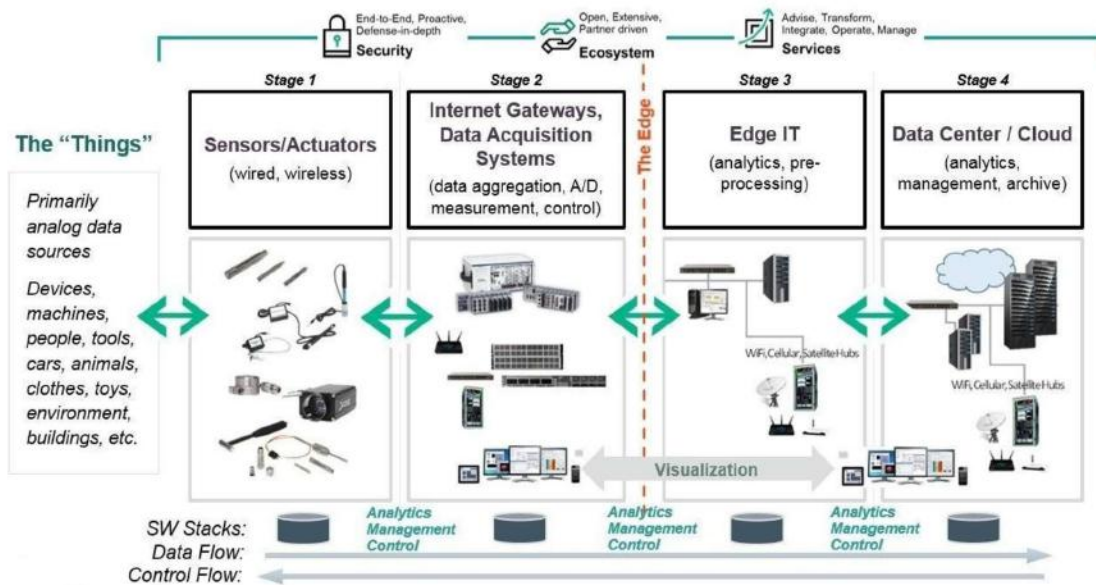 End-to-End, Proactive,
Defense-in-depth
Security
Open, Extensive,
Partner driven
Ecosystem
Advise, Transform,
Integrate, Operate, Manage
Services
Stage 1
Stage 2
Stage 3
Stage 4
The "Things"
Primarily
analog data
sources
Devices,
machines,
people, tools,
cars, animals,
clothes, toys,
environment,
buildings, etc.
Sensors/Actuators
(wired, wireless)
Internet Gateways,
Data Acquisition
Systems
(data aggregation, A/D,
measurement, control)
The Edge
Edge IT
(analytics, pre-
processing)
Data Center / Cloud
(analytics,
management, archive)
WiFi, Cellular, Satellite Hubs
WiFi, Cellular, Satellite Hubs
Visualization
SW Stacks:
Analytics
Management
Control
Analytics
Management
Control
Analytics
Management
Control
Data Flow:
Control Flow: